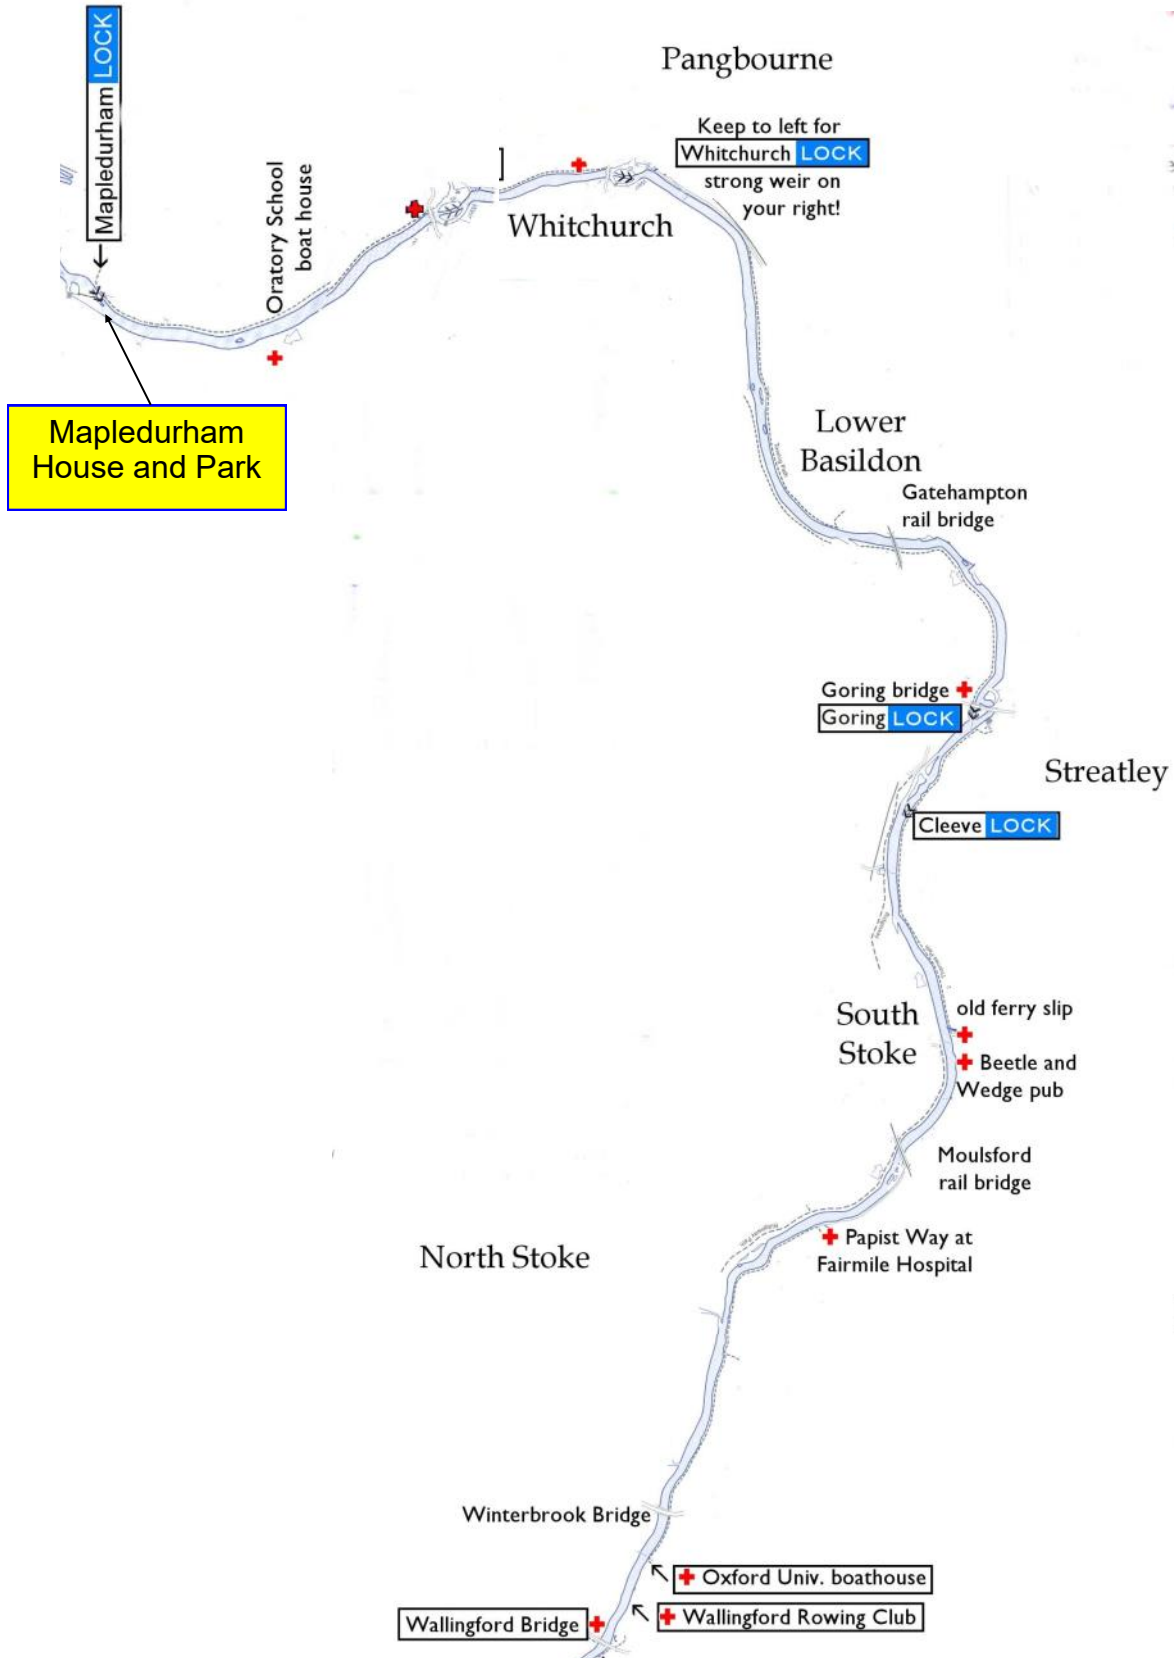 Mapledurham LOCK
Pangbourne
Keep to left for
Whitchurch LOCK
strong weir on
your right!
Oratory School
boat house
Whitchurch
Mapledurham
House and Park
Lower
Basildon
Gatehampton
rail bridge
Goring bridge
Goring LOCK
Streatley
Cleeve LOCK
South
Stoke
old ferry slip
Beetle and
Wedge pub
Moulsford
rail bridge
Papist Way at
Fairmile Hospital
North Stoke
Winterbrook Bridge
Oxford Univ. boathouse
Wallingford Rowing Club
Wallingford Bridge